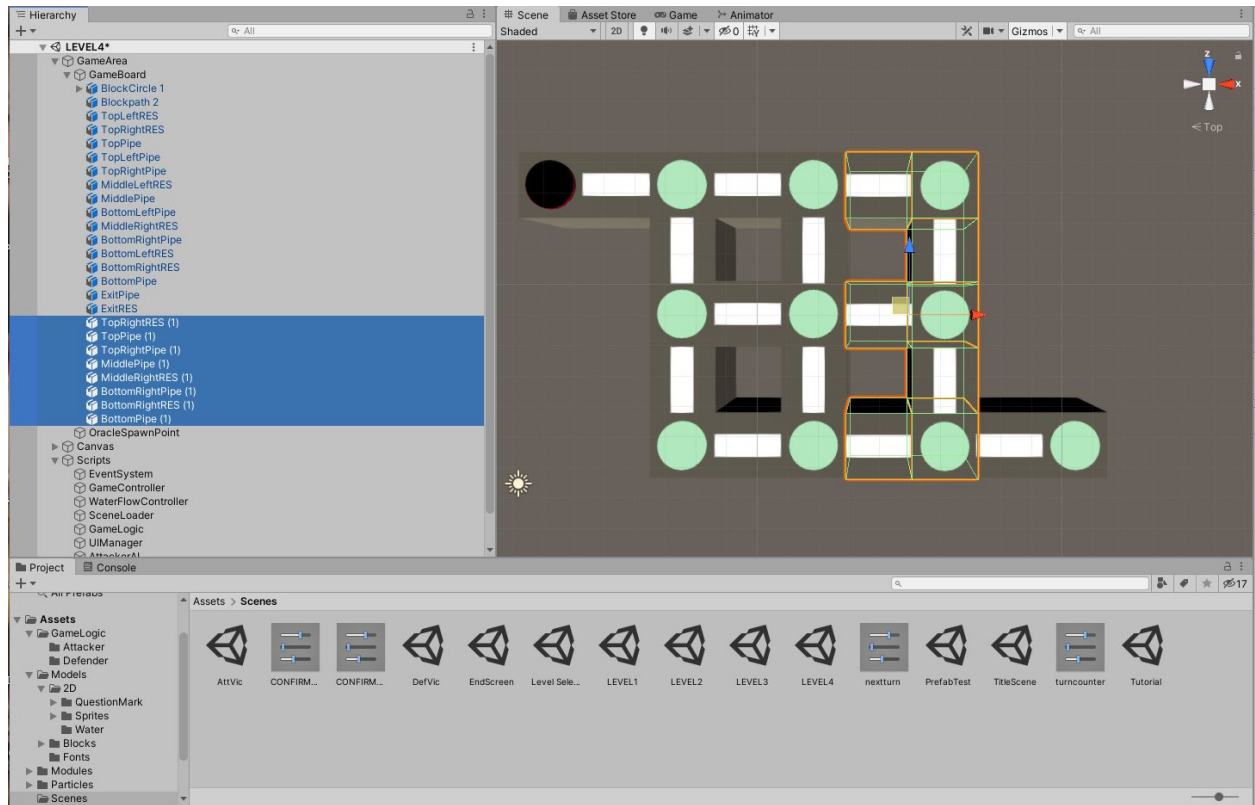 Hierarchy
All
LEVEL4*
GameArea
GameBoard
BlockCircle 1
Blockpath 2
TopLeftRES
TopRightRES
TopPipe
TopLeftPipe
TopRightPipe
MiddleLeftRES
MiddlePipe
BottomLeftPipe
MiddleRightRES
BottomRightPipe
BottomLeftRES
BottomRightRES
BottomPipe
ExitPipe
ExitRES
TopRightRES (1)
TopPipe (1)
TopRightPipe (1)
MiddlePipe (1)
MiddleRightRES (1)
BottomRightPipe (1)
BottomRightRES (1)
BottomPipe (1)
OracleSpawnPoint
Canvas
Scripts
EventSystem
GameController
WaterFlowController
SceneLoader
GameLogic
UIManager
AttackerAI
Scene Asset Store Game Animator
Shaded 2D 0 Gizmos All
z
x
Top
Project Console
17
All Prefabs
Assets
GameLogic
Attacker
Defender
Models
2D
QuestionMark
Sprites
Water
Blocks
Fonts
Modules
Particles
Scenes
Assets > Scenes
AttVic CONFIRM... CONFIRM... DefVic EndScreen Level Sele... LEVEL1 LEVEL2 LEVEL3 LEVEL4 nextturn PrefabTest TitleScene turncounter Tutorial